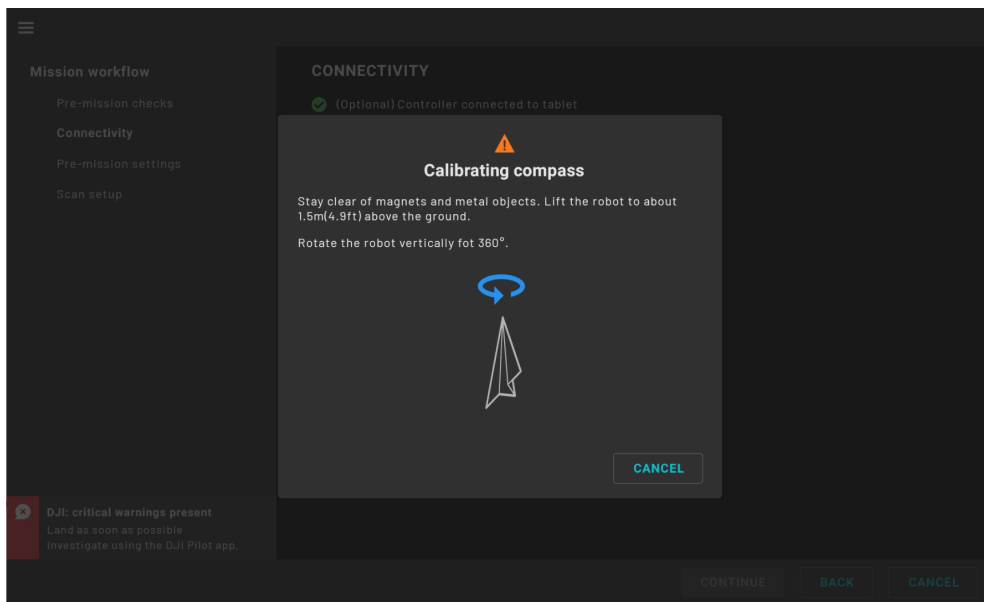 Mission workflow
Pre-mission checks
Connectivity
Pre-mission settings
Scan setup
CONNECTIVITY
(Optional) Controller connected to tablet
Calibrating compass
Stay clear of magnets and metal objects. Lift the robot to about
1.5m(4.9ft) above the ground.
Rotate the robot vertically fot 360°.
CANCEL
DJI: critical warnings present
Land as soon as possible
Investigate using the DJI Pilot app.
CONTINUE
BACK
CANCEL